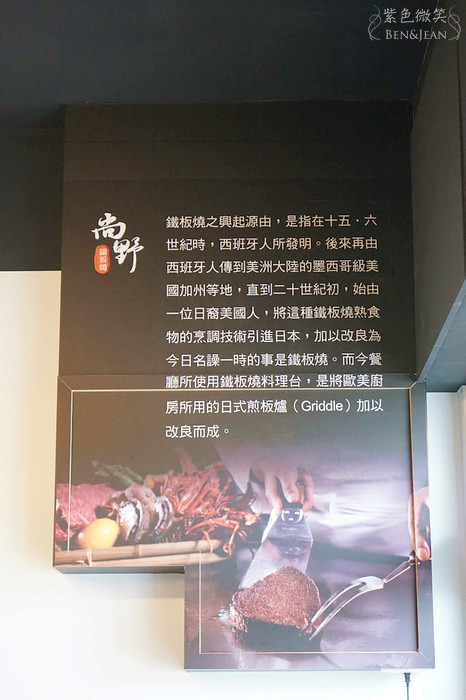 紫色微笑
BEN&JEAN
尚野
鐵板燒
鐵板燒之興起源由，是指在十五．六
世紀時，西班牙人所發明。後來再由
西班牙人傳到美洲大陸的墨西哥級美
國加州等地，直到二十世紀初，始由
一位日裔美國人，將這種鐵板燒熟食
物的烹調技術引進日本，加以改良為
今日名譟一時的事是鐵板燒。而今餐
廳所使用鐵板燒料理台，是將歐美廚
房所用的日式煎板爐（Griddle）加以
改良而成。